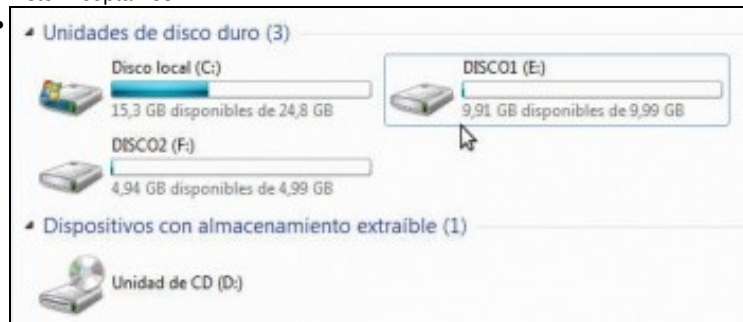 Unidades de disco duro (3)
Disco local (C:)
15,3 GB disponibles de 24,8 GB
DISCO1 (E:)
9,91 GB disponibles de 9,99 GB
DISCO2 (F:)
4,94 GB disponibles de 4,99 GB
Dispositivos con almacenamiento extraíble (1)
Unidad de CD (D:)